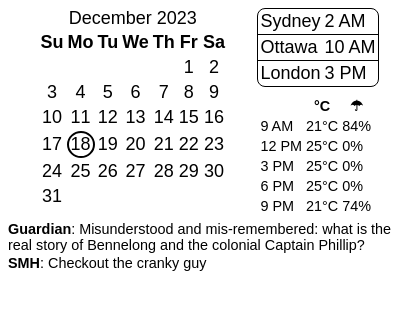 December 2023
Su Mo Tu We Th Fr Sa
1 2
3 4 5 6 7 8 9
10 11 12 13 14 15 16
17 18 19 20 21 22 23
24 25 26 27 28 29 30
31
Sydney 2 AM
Ottawa 10 AM
London 3 PM
°C ☂
9 AM 21°C 84%
12 PM 25°C 0%
3 PM 25°C 0%
6 PM 25°C 0%
9 PM 21°C 74%
Guardian: Misunderstood and mis-remembered: what is the
real story of Bennelong and the colonial Captain Phillip?
SMH: Checkout the cranky guy